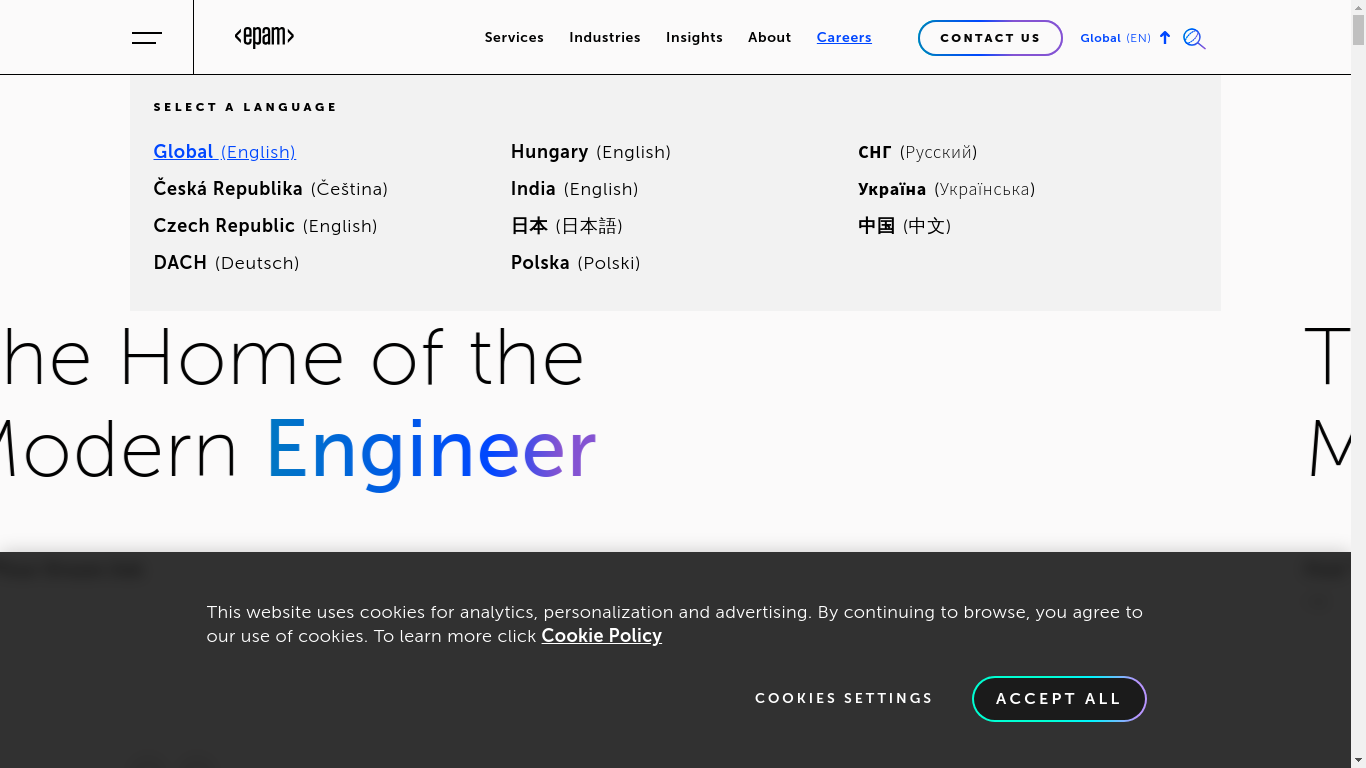 <epam>
Services Industries Insights About Careers CONTACT US Global (EN)
SELECT A LANGUAGE
Global (English)
Česká Republika (Čeština)
Czech Republic (English)
DACH (Deutsch)
Hungary (English)
India (English)
日本 (日本語)
Polska (Polski)
СНГ (Русский)
Україна (Українська)
中国 (中文)
he Home of the
Modern Engineer
T
M
This website uses cookies for analytics, personalization and advertising. By continuing to browse, you agree to
our use of cookies. To learn more click Cookie Policy
COOKIES SETTINGS ACCEPT ALL